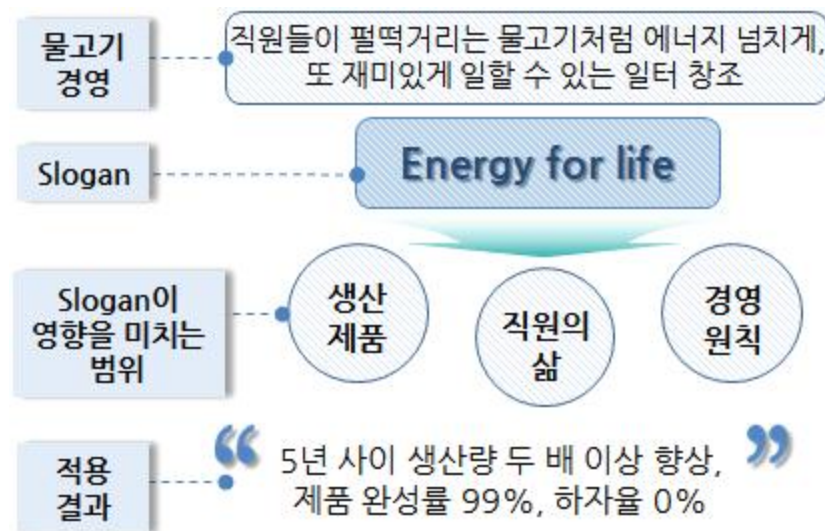 물고기
경영
직원들이 펄떡거리는 물고기처럼 에너지 넘치게,
또 재미있게 일할 수 있는 일터 창조
Slogan
Energy for life
Slogan이
영향을 미치는
범위
생산
제품
직원의
삶
경영
원칙
적용
결과
“ 5년 사이 생산량 두 배 이상 향상, ”
제품 완성률 99%, 하자율 0%